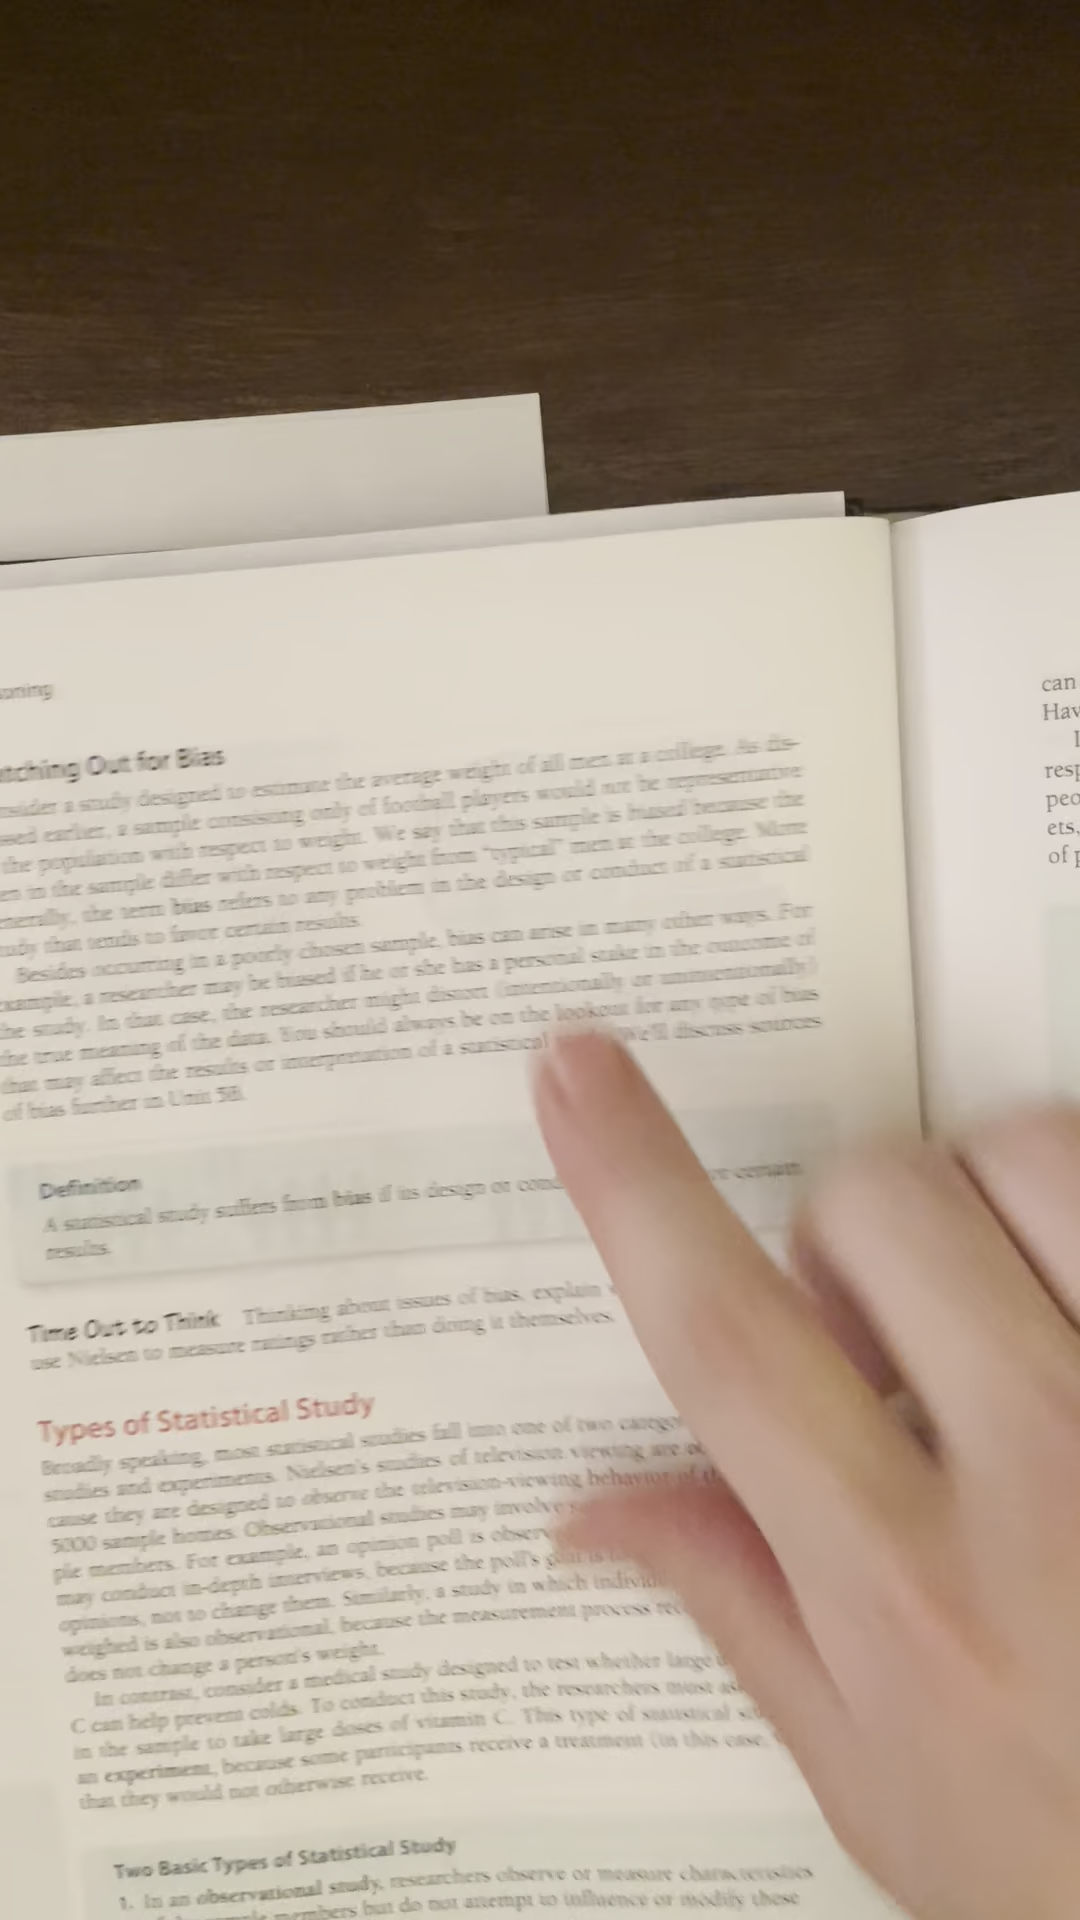 oning
tching Out for Bias
nsider a study designed to estimate the average weight of all men at a college. As dis-
ssed earlier, a sample consisting only of football players would not be representative
the population with respect to weight. We say that this sample is biased because the
en in the sample differ with respect to weight from "typical" men at the college. More
enerally, the term bias refers to any problem in the design or conduct of a statistical
udy that tends to favor certain results.
Besides occurring in a poorly chosen sample, bias can arise in many other ways. For
example, a researcher may be biased if he or she has a personal stake in the outcome of
he study. In that case, the researcher might distort (intentionally or unintentionally)
the true meaning of the data. You should always be on the lookout for any type of bias
that may affect the results or interpretation of a statistical We'll discuss sources
of bias further in Unit 5B.
Definition
A statistical study suffers from bias if its design or cond certain
results.
Time Out to Think Thinking about issues of bias, explain
use Nielsen to measure ratings rather than doing it themselves.
Types of Statistical Study
Broadly speaking, most statistical studies fall into one of two categor
studies and experiments. Nielsen's studies of television viewing are o
cause they are designed to observe the television-viewing behavior of th
5000 sample homes. Observational studies may involve
ple members. For example, an opinion poll is observ
may conduct in-depth interviews, because the poll's goal is
opinions, not to change them. Similarly, a study in which individ
weighed is also observational, because the measurement process rec
does not change a person's weight.
In contrast, consider a medical study designed to test whether large
C can help prevent colds. To conduct this study, the researchers must as
in the sample to take large doses of vitamin C. This type of statistical
an experiment, because some participants receive a treatment (in this case,
that they would not otherwise receive.
Two Basic Types of Statistical Study
1. In an observational study, researchers observe or measure characteristics
members but do not attempt to influence or modify these
can
Hav
I
resp
peo
ets,
of p